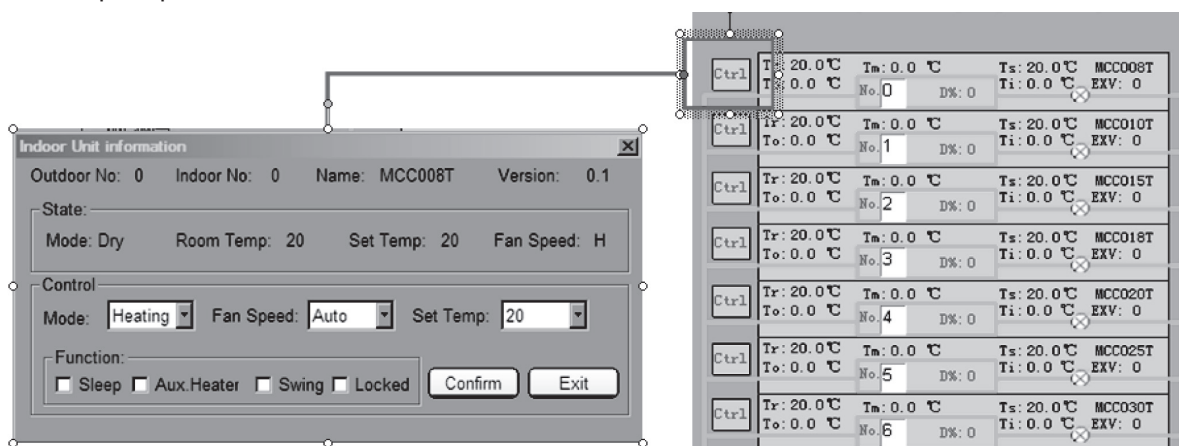 Indoor Unit information
Outdoor No: 0 Indoor No: 0 Name: MCC008T Version: 0.1
State:
Mode: Dry Room Temp: 20 Set Temp: 20 Fan Speed: H
Control
Mode: Heating Fan Speed: Auto Set Temp: 20
Function:
Sleep Aux.Heater Swing Locked Confirm Exit
Ctrl 20.0℃ Tm:0.0 ℃ Ts:20.0℃ MCC008T
0.0 ℃ No.0 D%:0 Ti:0.0 ℃ EXV: 0
Ctrl Tr:20.0℃ Tm:0.0 ℃ Ts:20.0℃ MCC010T
To:0.0 ℃ No.1 D%:0 Ti:0.0 ℃ EXV: 0
Ctrl Tr:20.0℃ Tm:0.0 ℃ Ts:20.0℃ MCC015T
To:0.0 ℃ No.2 D%:0 Ti:0.0 ℃ EXV: 0
Ctrl Tr:20.0℃ Tm:0.0 ℃ Ts:20.0℃ MCC018T
To:0.0 ℃ No.3 D%:0 Ti:0.0 ℃ EXV: 0
Ctrl Tr:20.0℃ Tm:0.0 ℃ Ts:20.0℃ MCC020T
To:0.0 ℃ No.4 D%:0 Ti:0.0 ℃ EXV: 0
Ctrl Tr:20.0℃ Tm:0.0 ℃ Ts:20.0℃ MCC025T
To:0.0 ℃ No.5 D%:0 Ti:0.0 ℃ EXV: 0
Ctrl Tr:20.0℃ Tm:0.0 ℃ Ts:20.0℃ MCC030T
To:0.0 ℃ No.6 D%:0 Ti:0.0 ℃ EXV: 0